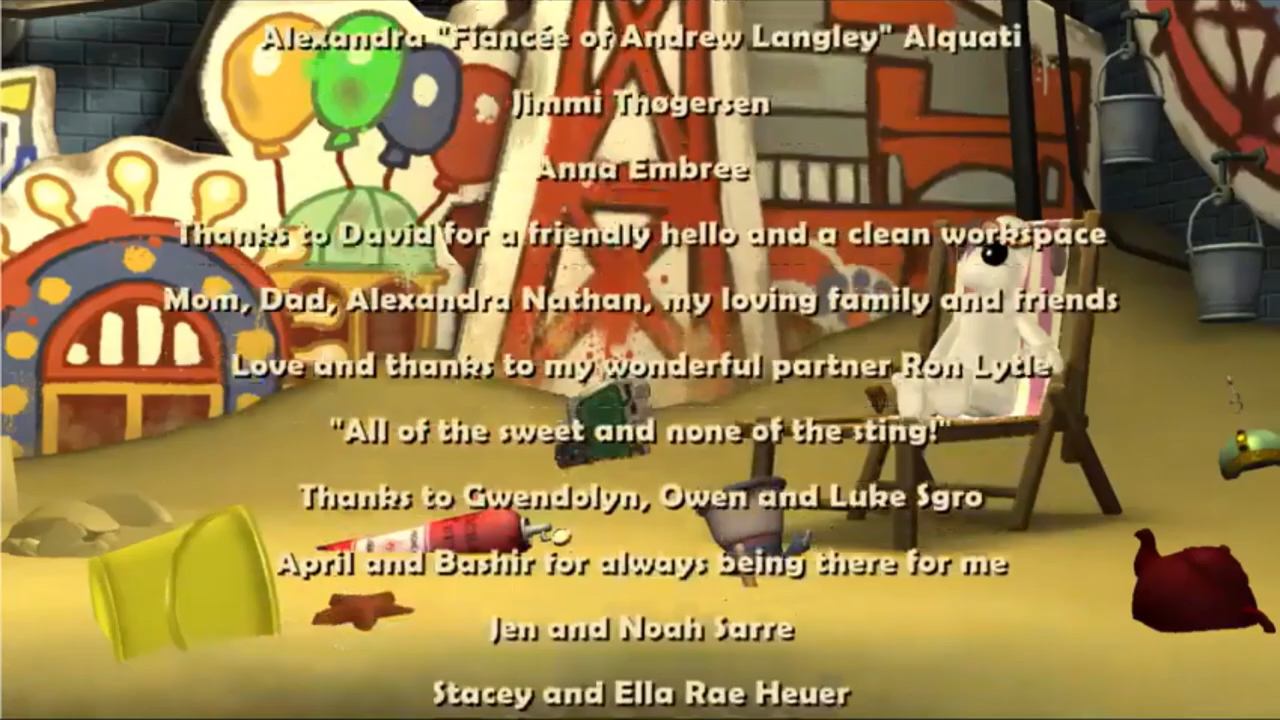 Alexandra "Fiancée of Andrew Langley" Alquati
Jimmi Thøgersen
Anna Embree
Thanks to David for a friendly hello and a clean workspace
Mom, Dad, Alexandra Nathan, my loving family and friends
Love and thanks to my wonderful partner Ron Lytle
"All of the sweet and none of the sting!"
Thanks to Gwendolyn, Owen and Luke Sgro
April and Bashir for always being there for me
Jen and Noah Sarre
Stacey and Ella Rae Heuer